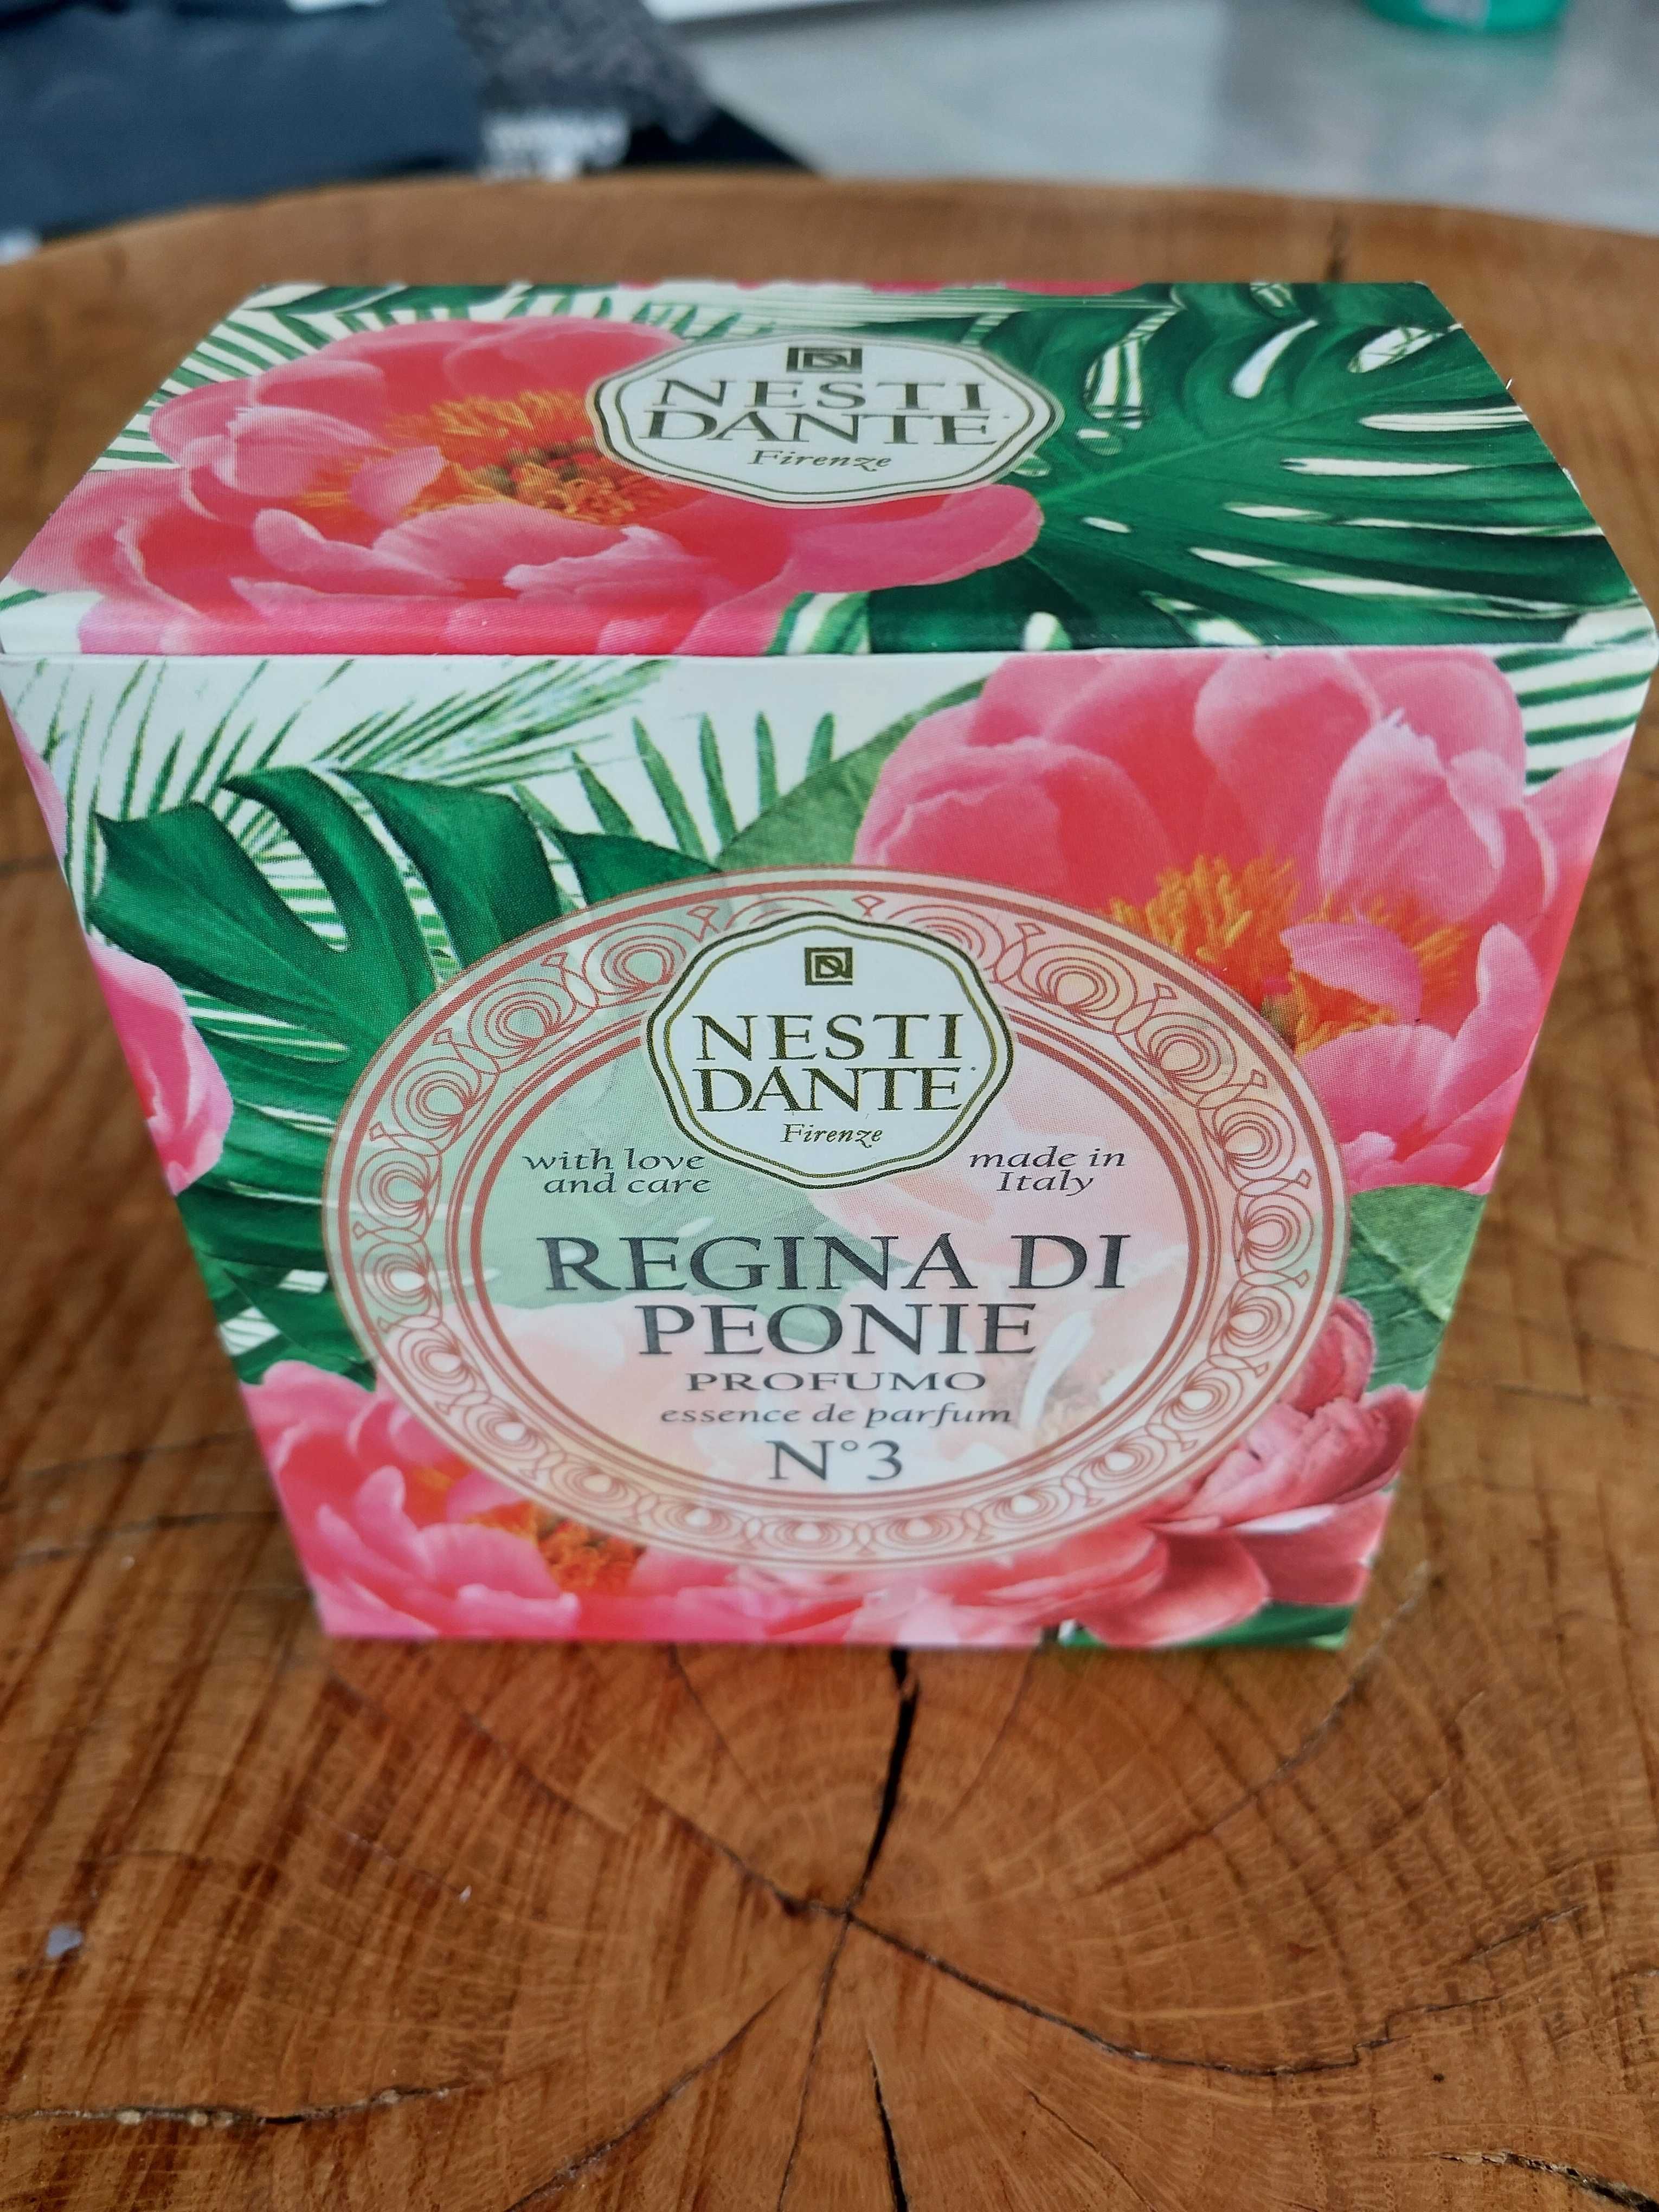 NESTI
DANTE
Firenze
NESTI
DANTE
Firenze
with love
and care
made in
Italy
REGINA DI
PEONIE
PROFUMO
essence de parfum
N°3